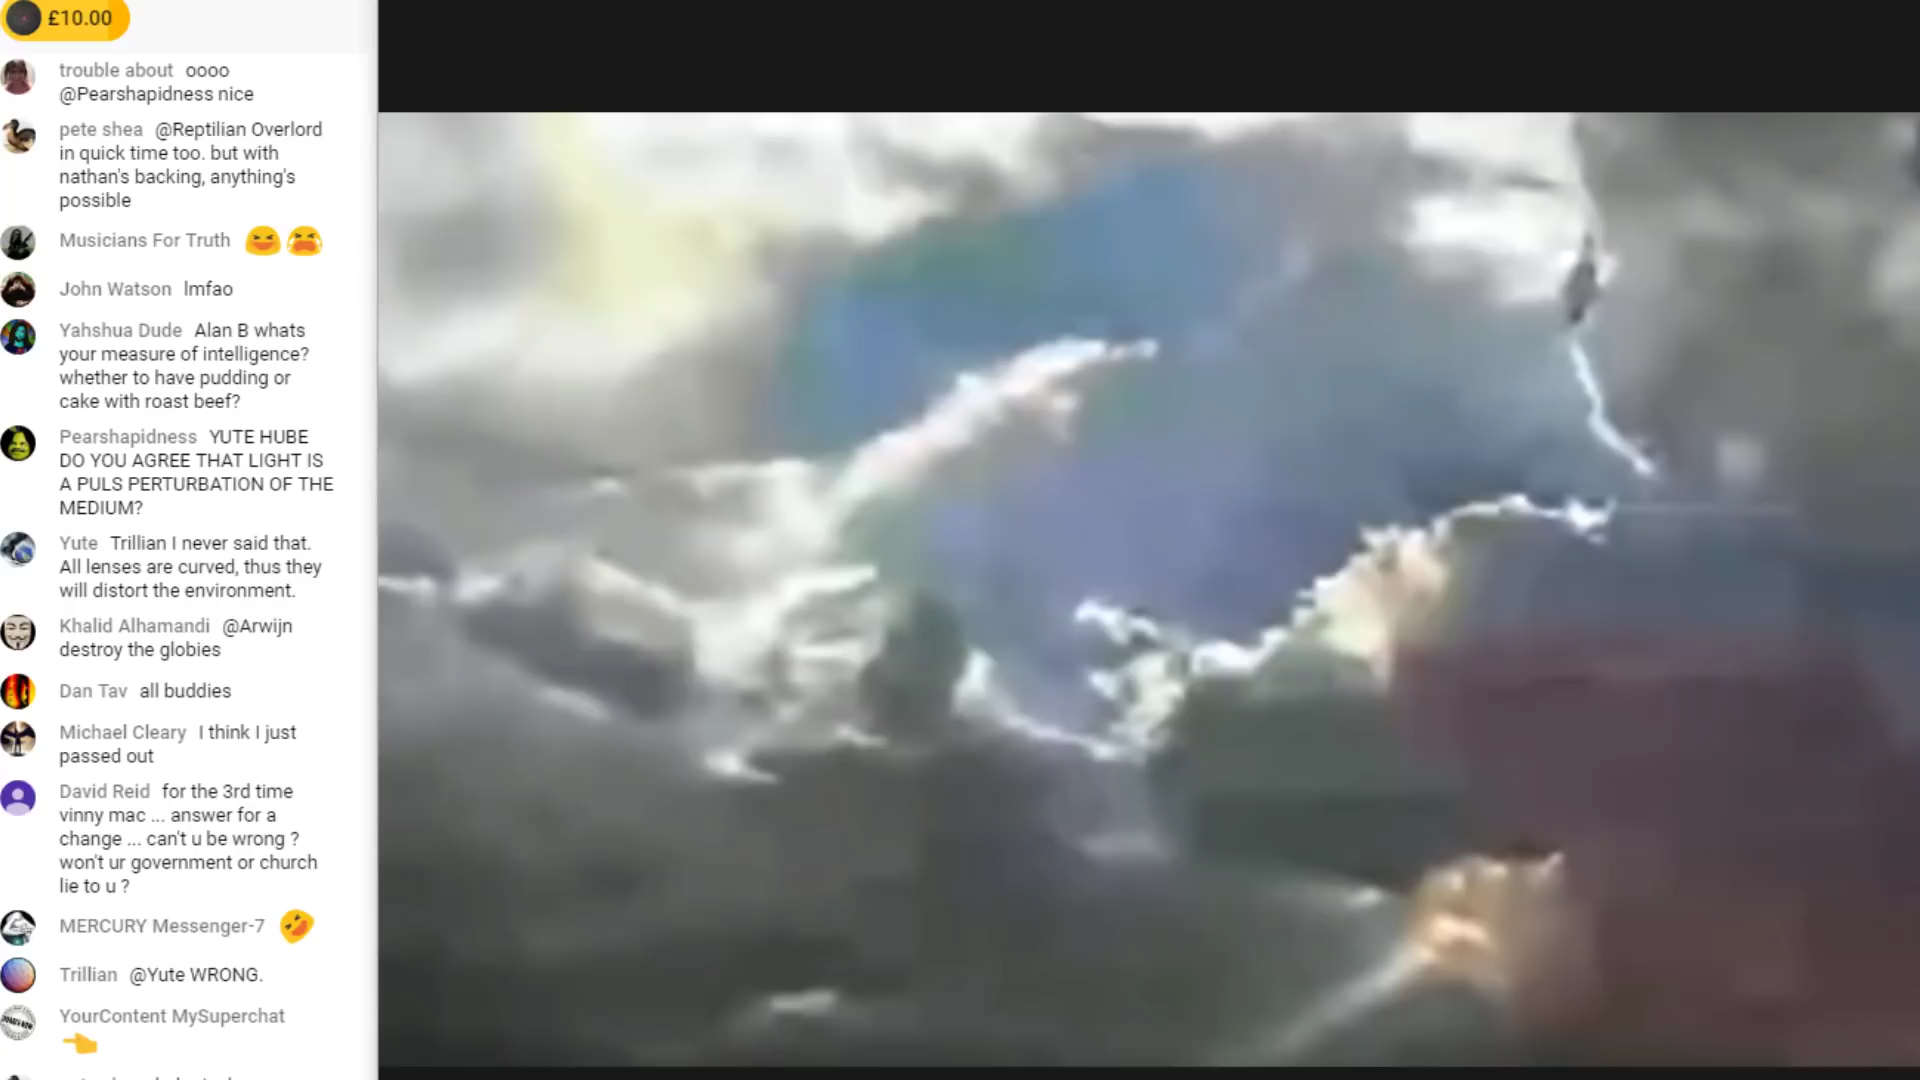 £10.00
trouble about oooo
@Pearshapidness nice
pete shea @Reptilian Overlord
in quick time too. but with
nathan's backing, anything's
possible
Musicians For Truth
John Watson lmfao
Yahshua Dude Alan B whats
your measure of intelligence?
whether to have pudding or
cake with roast beef?
Pearshapidness YUTE HUBE
DO YOU AGREE THAT LIGHT IS
A PULS PERTURBATION OF THE
MEDIUM?
Yute Trillian I never said that.
All lenses are curved, thus they
will distort the environment.
Khalid Alhamandi @Arwijn
destroy the globies
Dan Tav all buddies
Michael Cleary I think I just
passed out
David Reid for the 3rd time
vinny mac ... answer for a
change ... can't u be wrong ?
won't ur government or church
lie to u ?
MERCURY Messenger-7
Trillian @Yute WRONG.
YourContent MySuperchat